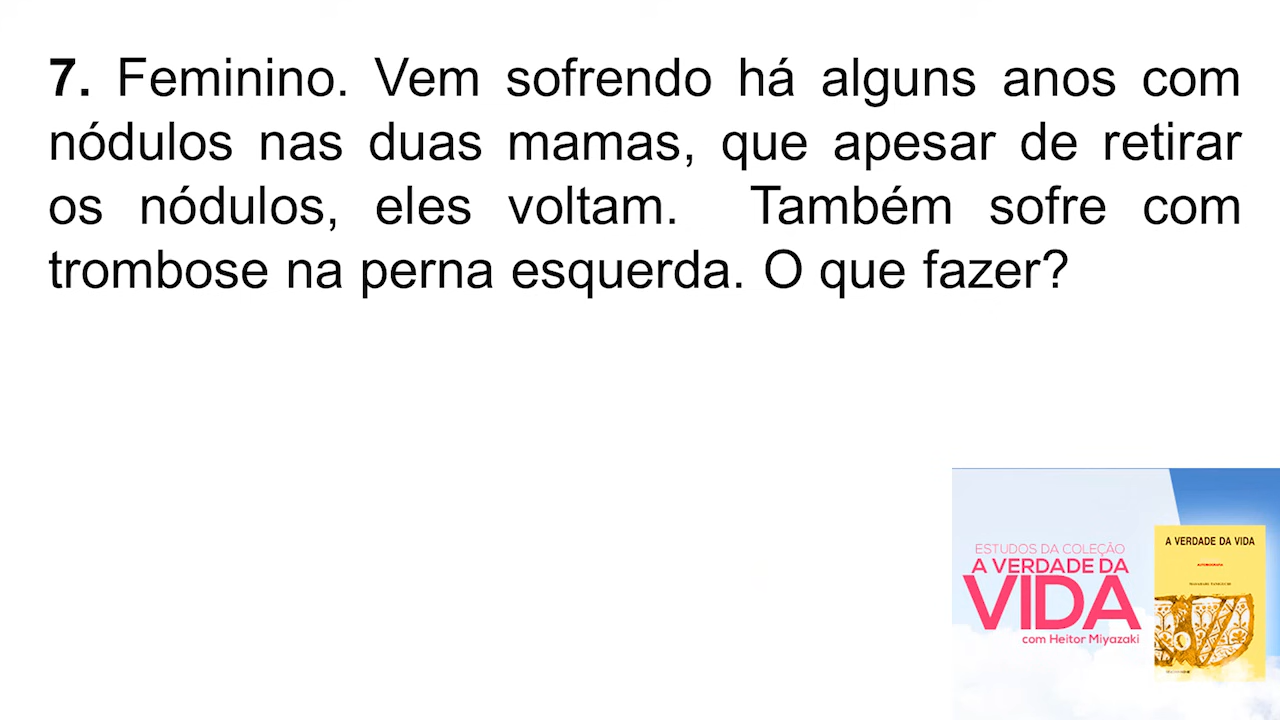 7. Feminino. Vem sofrendo há alguns anos com
nódulos nas duas mamas, que apesar de retirar
os nódulos, eles voltam. Também sofre com
trombose na perna esquerda. O que fazer?
ESTUDOS DA COLEÇÃO
A VERDADE DA
VIDA
com Heitor Miyazaki
A VERDADE DA VIDA